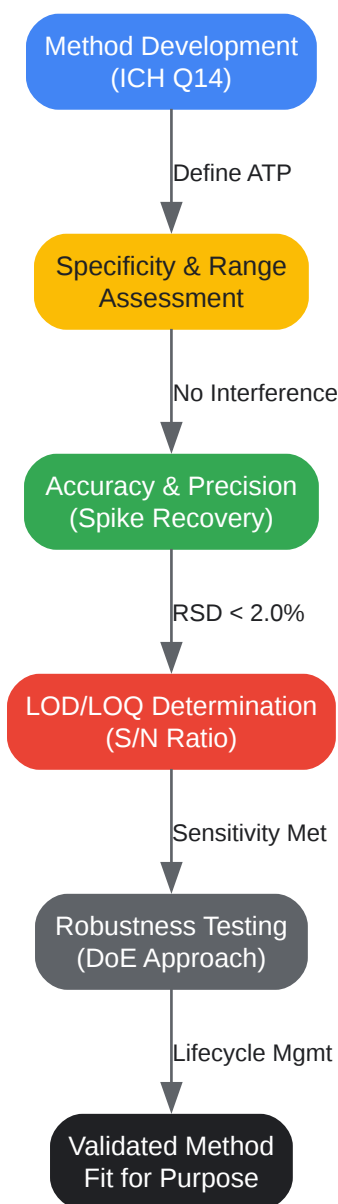 Method Development
(ICH Q14)
Define ATP
Specificity & Range
Assessment
No Interference
Accuracy & Precision
(Spike Recovery)
RSD < 2.0%
LOD/LOQ Determination
(S/N Ratio)
Sensitivity Met
Robustness Testing
(DoE Approach)
Lifecycle Mgmt
Validated Method
Fit for Purpose